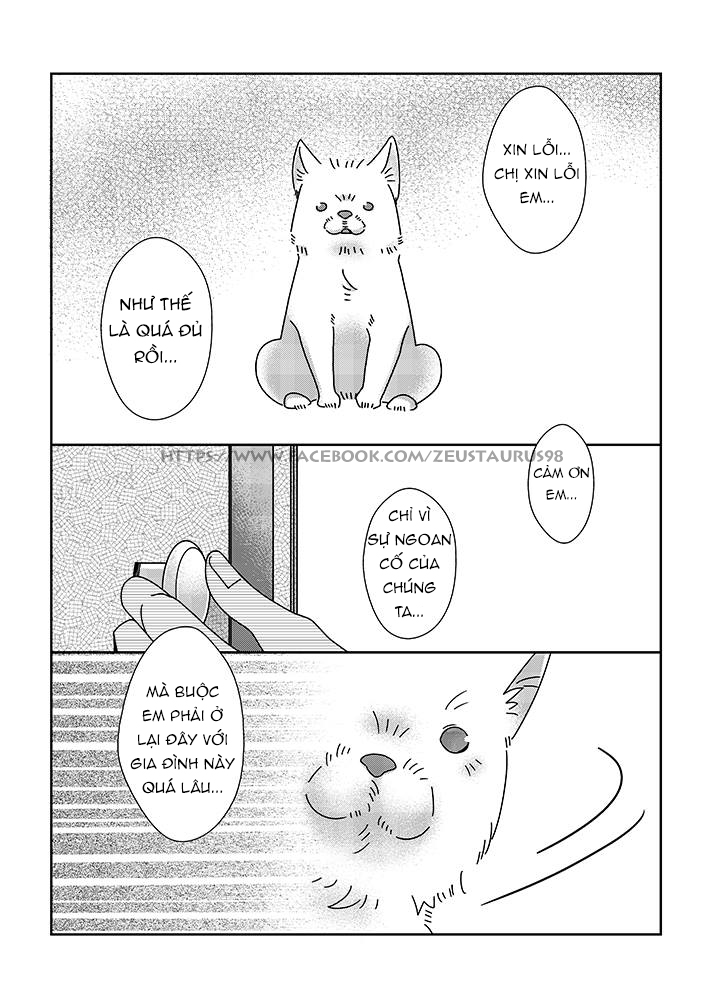 XIN LỖI...
CHỊ XIN LỖI
EM...
NHƯ THẾ
LÀ QUÁ ĐỦ
RỒI...
HTTPS://WWW.FACEBOOK.COM/ZEUSTAURUS98
CẢM ƠN
EM...
CHỈ VÌ
SỰ NGOAN
CỐ CỦA
CHÚNG
TA...
MÀ BUỘC
EM PHẢI Ở
LẠI ĐÂY VỚI
GIA ĐÌNH NÀY
QUÁ LÂU...